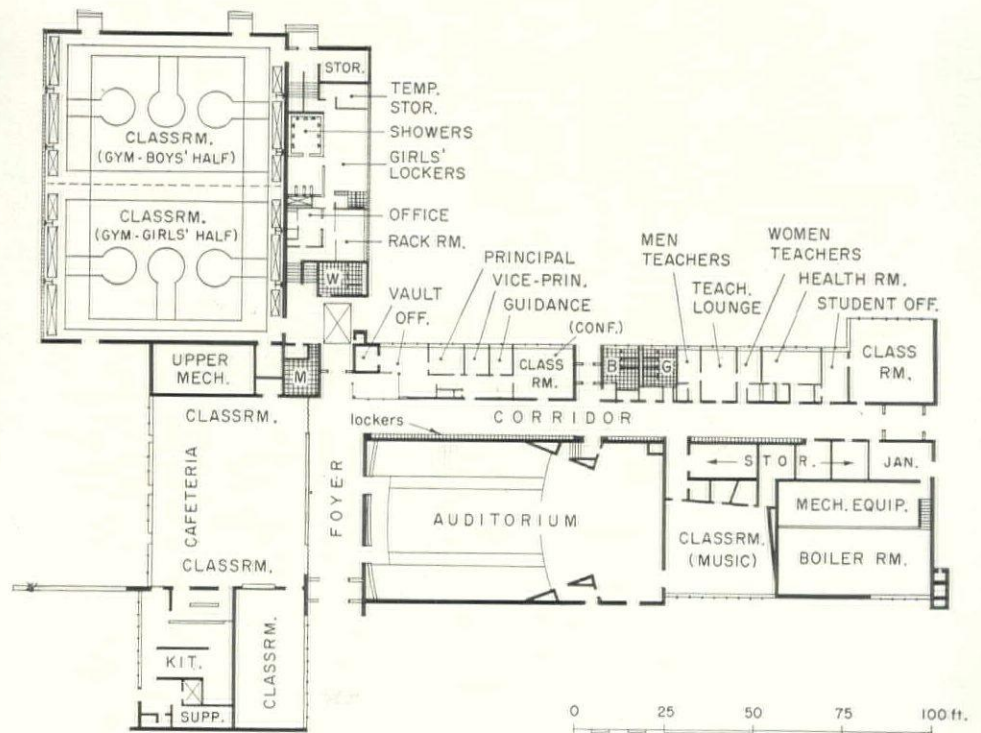 STOR.
TEMP.
STOR.
SHOWERS
GIRLS'
LOCKERS
CLASSRM.
(GYM-BOYS' HALF)
CLASSRM.
(GYM-GIRLS' HALF)
OFFICE
RACK RM.
W
VAULT
OFF.
PRINCIPAL
VICE-PRIN.
GUIDANCE
(CONF.)
CLASS
RM.
MEN
TEACHERS
WOMEN
TEACHERS
TEACH.
LOUNGE
HEALTH RM.
STUDENT OFF.
B
G
CLASS
RM.
UPPER
MECH.
M
CLASSRM.
CAFETERIA
CLASSRM.
lockers
CORRIDOR
FOYER
AUDITORIUM
STOR.
JAN.
MECH. EQUIP.
CLASSRM.
(MUSIC)
BOILER RM.
KIT.
SUPP.
CLASSRM.
0 25 50 75 100 ft.